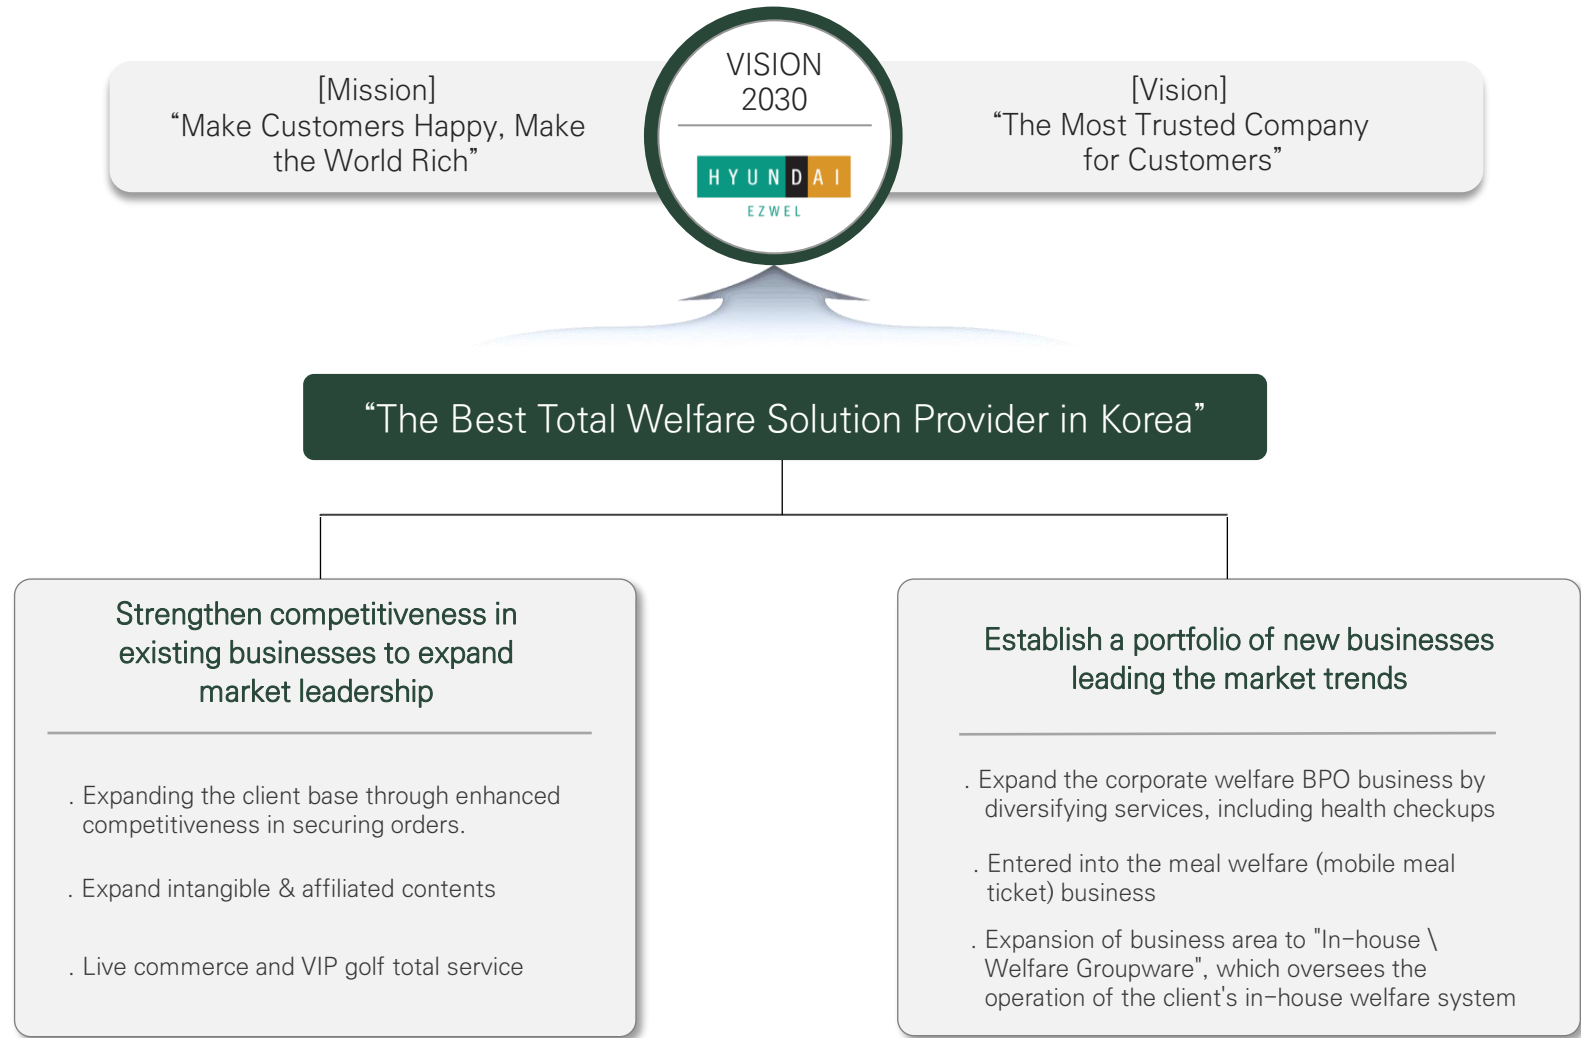 [Mission]
“Make Customers Happy, Make
the World Rich”
VISION
2030
HYUNDAI
EZWEL
[Vision]
“The Most Trusted Company
for Customers”
“The Best Total Welfare Solution Provider in Korea”
Strengthen competitiveness in
existing businesses to expand
market leadership
. Expanding the client base through enhanced
competitiveness in securing orders.
. Expand intangible & affiliated contents
. Live commerce and VIP golf total service
Establish a portfolio of new businesses
leading the market trends
. Expand the corporate welfare BPO business by
diversifying services, including health checkups
. Entered into the meal welfare (mobile meal
ticket) business
. Expansion of business area to "In-house \
Welfare Groupware", which oversees the
operation of the client's in-house welfare system